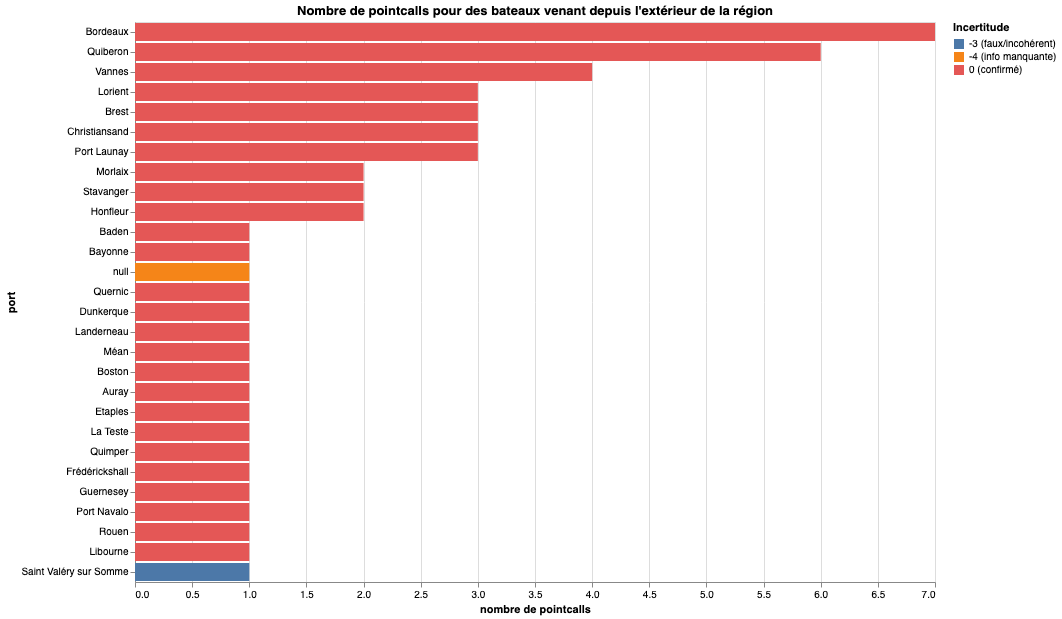 Nombre de pointcalls pour des bateaux venant depuis l'extérieur de la région
Incertitude
-3 (faux/incohérent)
-4 (info manquante)
0 (confirmé)
port
Bordeaux
Quiberon
Vannes
Lorient
Brest
Christiansand
Port Launay
Morlaix
Stavanger
Honfleur
Baden
Bayonne
null
Quernic
Dunkerque
Landerneau
Méan
Boston
Auray
Etaples
La Teste
Quimper
Frédérickshall
Guernesey
Port Navalo
Rouen
Libourne
Saint Valéry sur Somme
0.0 0.5 1.0 1.5 2.0 2.5 3.0 3.5 4.0 4.5 5.0 5.5 6.0 6.5 7.0
nombre de pointcalls